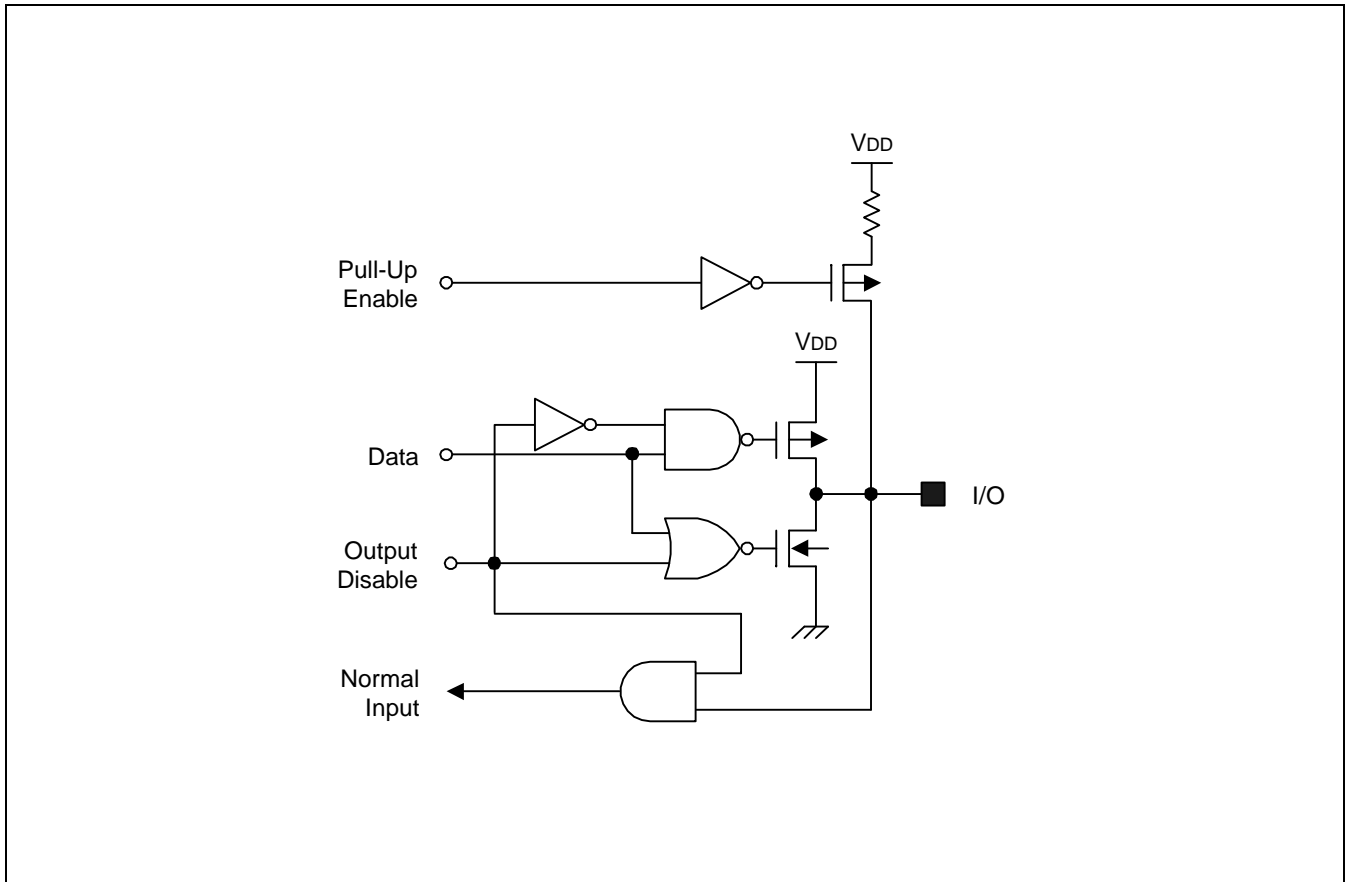 VDD
Pull-Up
Enable
VDD
Data
I/O
Output
Disable
Normal
Input